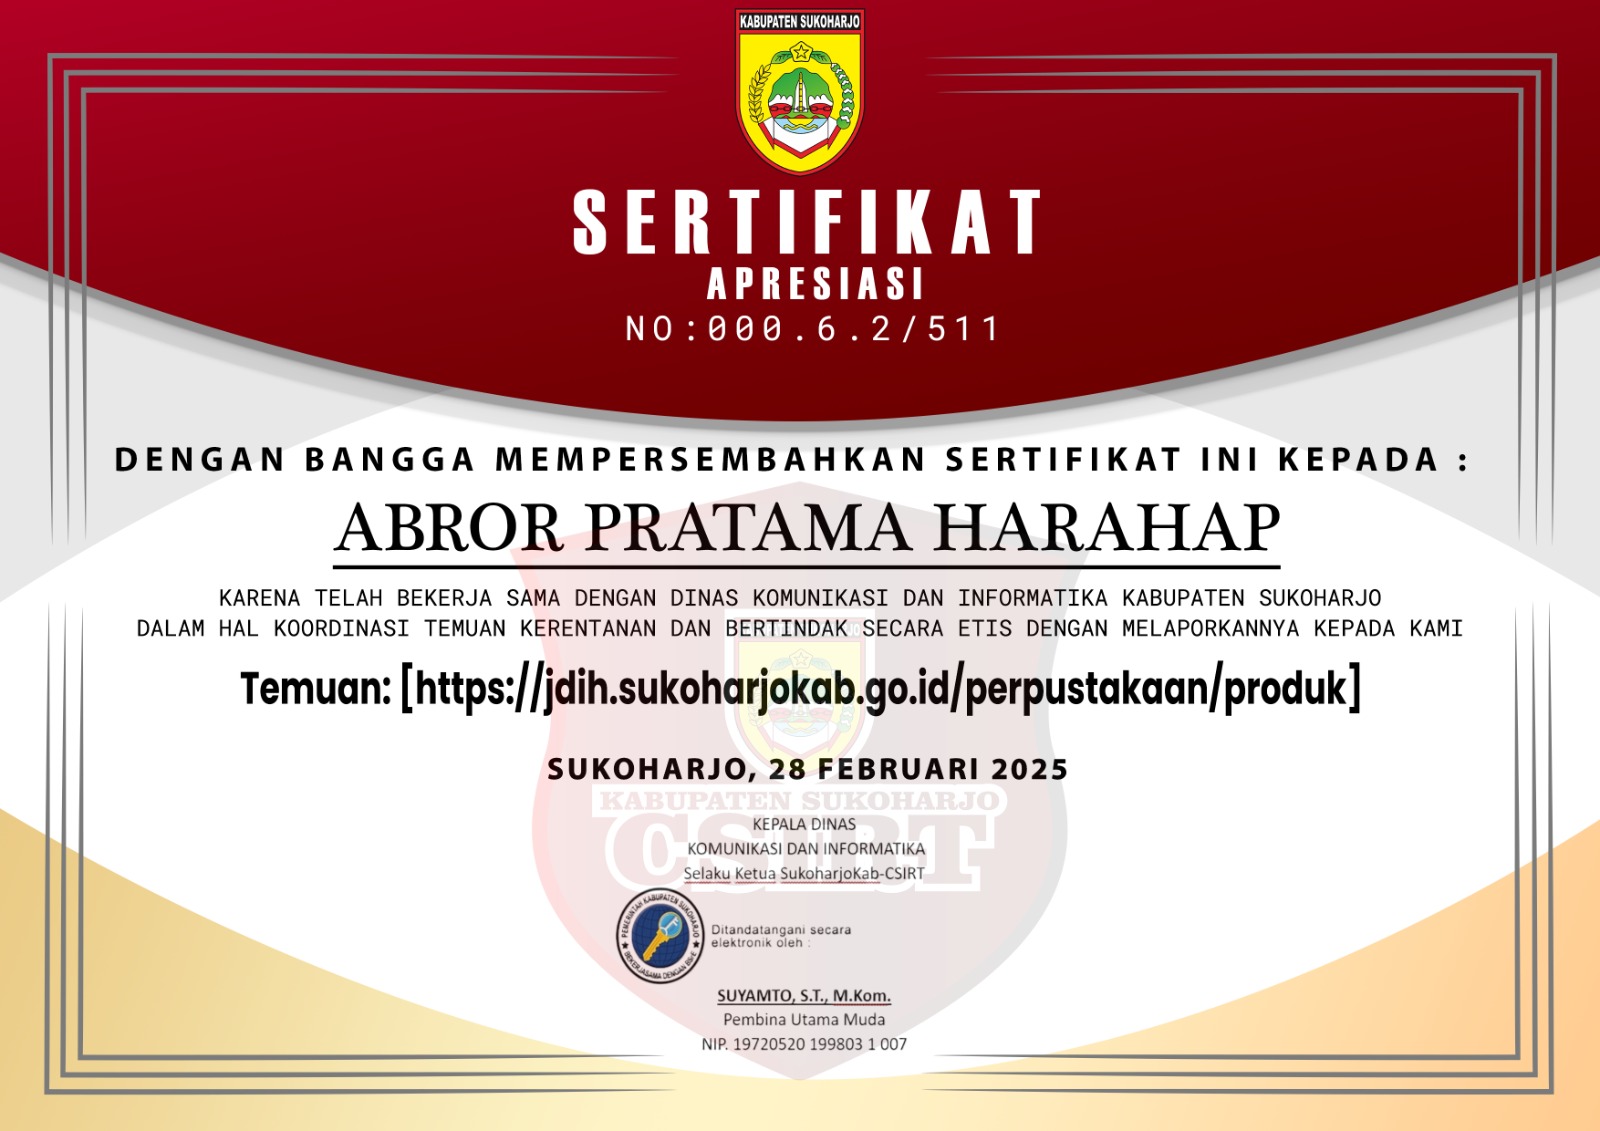 KABUPATEN SUKOHARJO
SERTIFIKAT
APRESIASI
NO:000.6.2/511
DENGAN BANGGA MEMPERSEMBAHKAN SERTIFIKAT INI KEPADA :
ABROR PRATAMA HARAHAP
KARENA TELAH BEKERJA SAMA DENGAN DINAS KOMUNIKASI DAN INFORMATIKA KABUPATEN SUKOHARJO
DALAM HAL KOORDINASI TEMUAN KERENTANAN DAN BERTINDAK SECARA ETIS DENGAN MELAPORKANNYA KEPADA KAMI
Temuan: [https://jdih.sukoharjokab.go.id/perpustakaan/produk]
SUKOHARJO, 28 FEBRUARI 2025
KABUPATEN SUKOHARJO
CSIRT
KEPALA DINAS
KOMUNIKASI DAN INFORMATIKA
Selaku Ketua SukoharjoKab-CSIRT
PEMERINTAH KABUPATEN SUKOHARJO
BEKERJASAMA DENGAN BSrE
Ditandatangani secara
elektronik oleh :
SUYAMTO, S.T., M.Kom.
Pembina Utama Muda
NIP. 19720520 199803 1 007